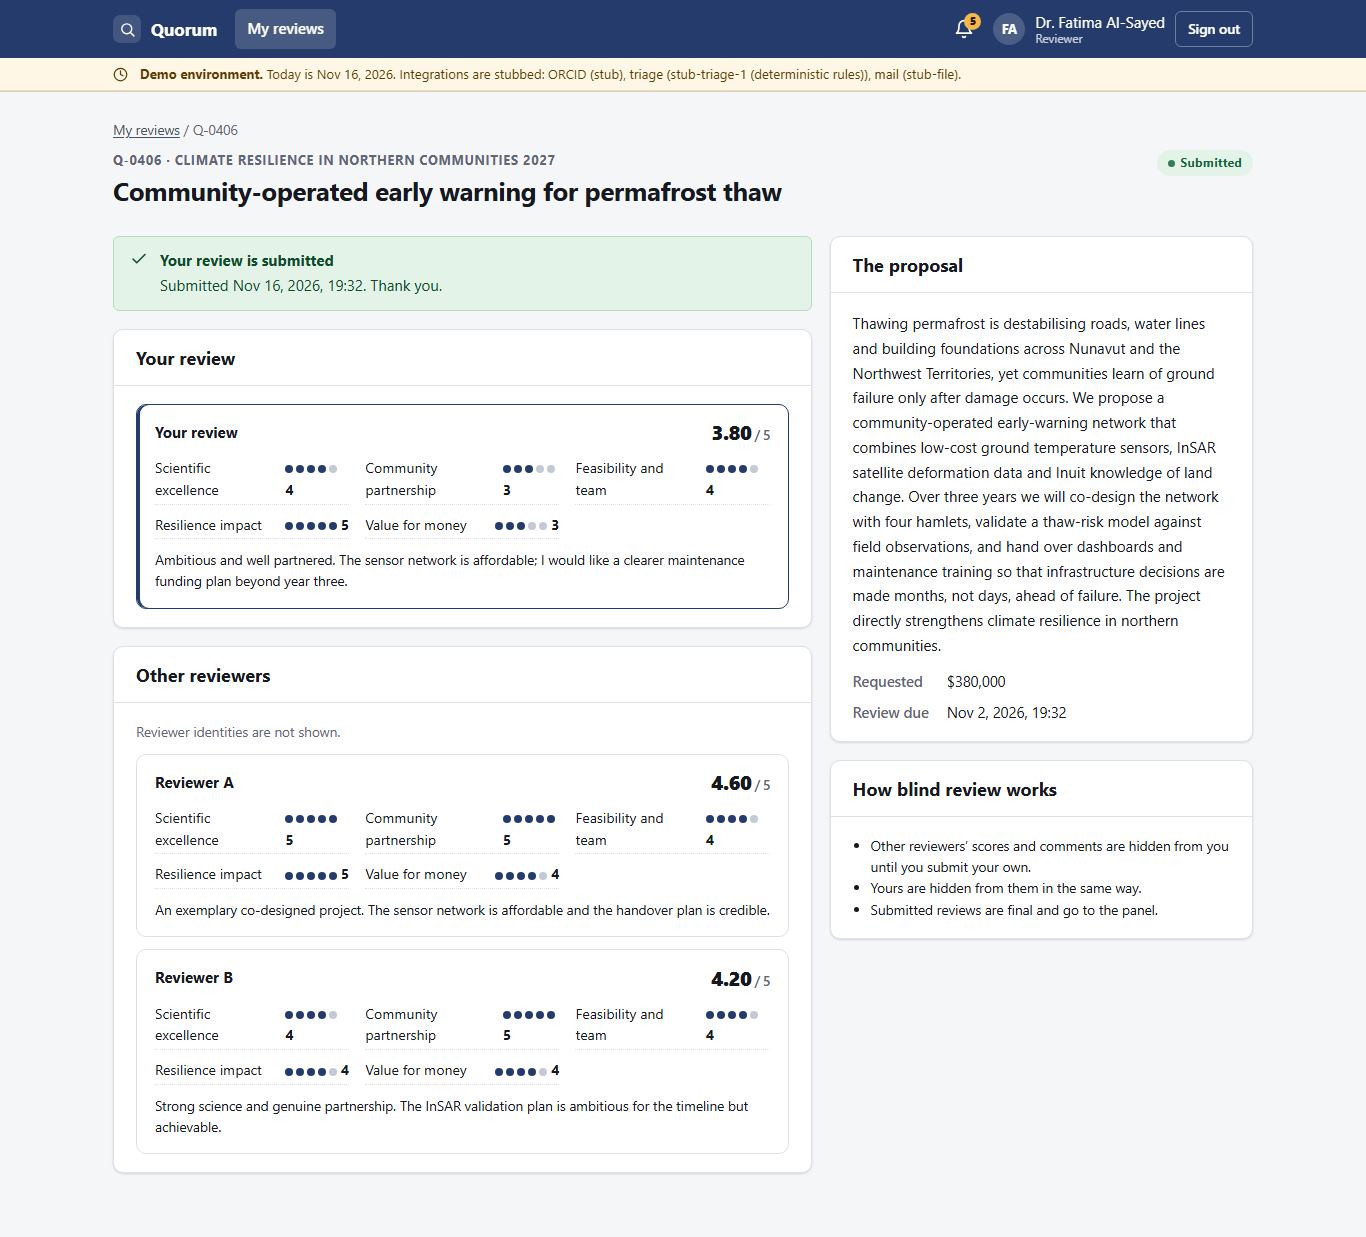 Quorum
My reviews
5
FA
Dr. Fatima Al-Sayed
Reviewer
Sign out
Demo environment. Today is Nov 16, 2026. Integrations are stubbed: ORCID (stub), triage (stub-triage-1 (deterministic rules)), mail (stub-file).
My reviews / Q-0406
Q-0406 · CLIMATE RESILIENCE IN NORTHERN COMMUNITIES 2027
Community-operated early warning for permafrost thaw
Submitted
Your review is submitted
Submitted Nov 16, 2026, 19:32. Thank you.
Your review
Your review
3.80 / 5
Scientific
excellence
4
Community
partnership
3
Feasibility and
team
4
Resilience impact
5
Value for money
3
Ambitious and well partnered. The sensor network is affordable; I would like a clearer maintenance
funding plan beyond year three.
Other reviewers
Reviewer identities are not shown.
Reviewer A
4.60 / 5
Scientific
excellence
5
Community
partnership
5
Feasibility and
team
4
Resilience impact
5
Value for money
4
An exemplary co-designed project. The sensor network is affordable and the handover plan is credible.
Reviewer B
4.20 / 5
Scientific
excellence
4
Community
partnership
5
Feasibility and
team
4
Resilience impact
4
Value for money
4
Strong science and genuine partnership. The InSAR validation plan is ambitious for the timeline but
achievable.
The proposal
Thawing permafrost is destabilising roads, water lines
and building foundations across Nunavut and the
Northwest Territories, yet communities learn of ground
failure only after damage occurs. We propose a
community-operated early-warning network that
combines low-cost ground temperature sensors, InSAR
satellite deformation data and Inuit knowledge of land
change. Over three years we will co-design the network
with four hamlets, validate a thaw-risk model against
field observations, and hand over dashboards and
maintenance training so that infrastructure decisions are
made months, not days, ahead of failure. The project
directly strengthens climate resilience in northern
communities.
Requested
$380,000
Review due
Nov 2, 2026, 19:32
How blind review works
• Other reviewers' scores and comments are hidden from you
until you submit your own.
• Yours are hidden from them in the same way.
• Submitted reviews are final and go to the panel.